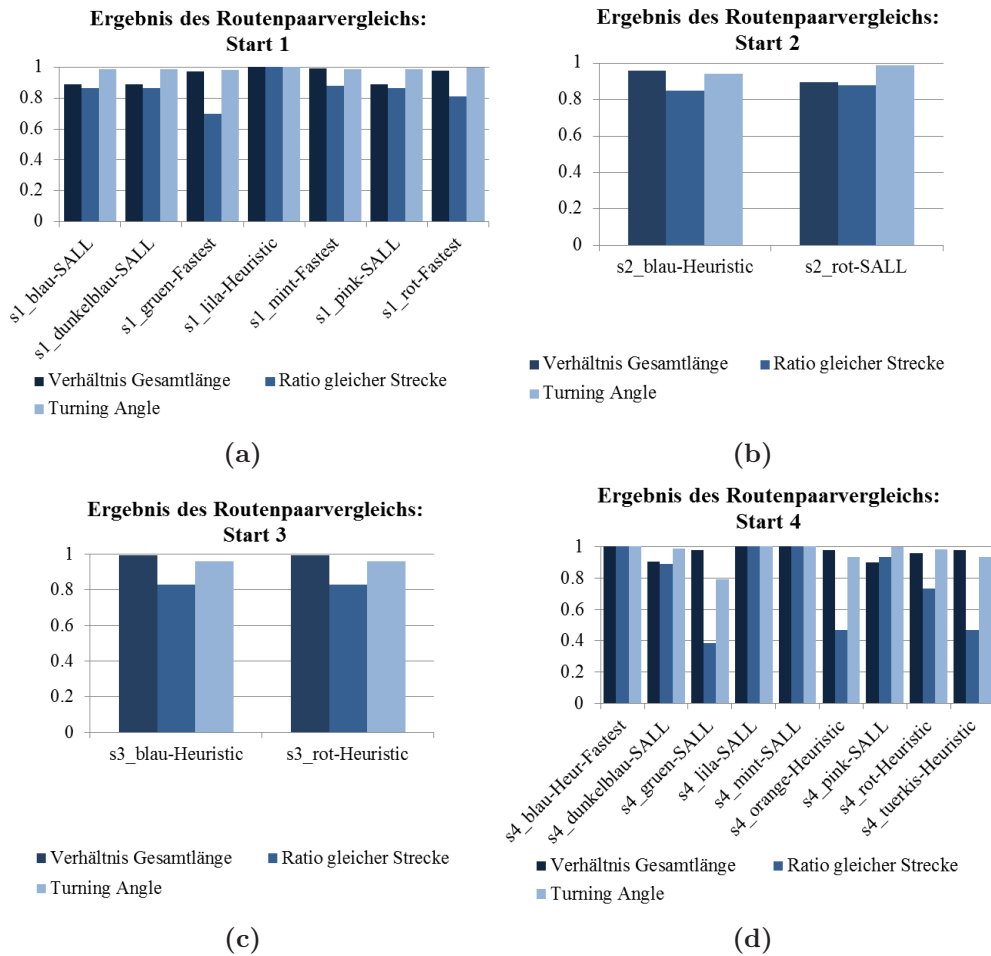 Ergebnis des Routenpaarvergleichs:
Start 1
1
0.8
0.6
0.4
0.2
0
s1_blau-SALL
s1_dunkelblau-SALL
s1_gruen-Fastest
s1_lila-Heuristic
s1_mint-Fastest
s1_pink-SALL
s1_rot-Fastest
Verhältnis Gesamtlänge
Ratio gleicher Strecke
Turning Angle
(a)
Ergebnis des Routenpaarvergleichs:
Start 2
1
0.8
0.6
0.4
0.2
0
s2_blau-Heuristic
s2_rot-SALL
Verhältnis Gesamtlänge
Ratio gleicher Strecke
Turning Angle
(b)
Ergebnis des Routenpaarvergleichs:
Start 3
1
0.8
0.6
0.4
0.2
0
s3_blau-Heuristic
s3_rot-Heuristic
Verhältnis Gesamtlänge
Ratio gleicher Strecke
Turning Angle
(c)
Ergebnis des Routenpaarvergleichs:
Start 4
1
0.8
0.6
0.4
0.2
0
s4_blau-Heur-Fastest
s4_dunkelblau-SALL
s4_gruen-SALL
s4_lila-SALL
s4_mint-SALL
s4_orange-Heuristic
s4_pink-SALL
s4_rot-Heuristic
s4_tuerkis-Heuristic
Verhältnis Gesamtlänge
Ratio gleicher Strecke
Turning Angle
(d)